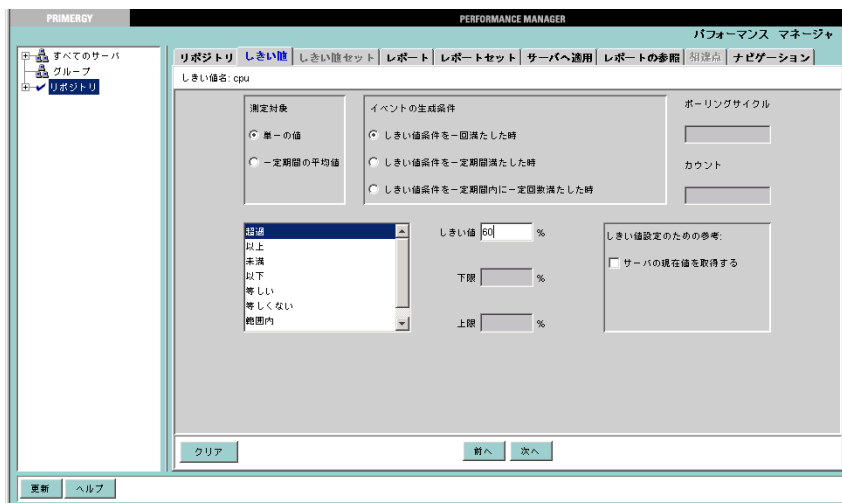 PRIMERGY PERFORMANCE MANAGER
パフォーマンス マネージャ
すべてのサーバ
グループ
リポジトリ
リポジトリ しきい値 しきい値セット レポート レポートセット サーバへ適用 レポートの参照 相違点 ナビゲーション
しきい値名: cpu
測定対象
単一の値
一定期間の平均値
イベントの生成条件
しきい値条件を一回満たした時
しきい値条件を一定期間満たした時
しきい値条件を一定期間内に一定回数満たした時
ポーリングサイクル
カウント
超過
以上
未満
以下
等しい
等しくない
範囲内
しきい値 60 %
下限 %
上限 %
しきい値設定のための参考:
サーバの現在値を取得する
クリア 前へ 次へ
更新 ヘルプ